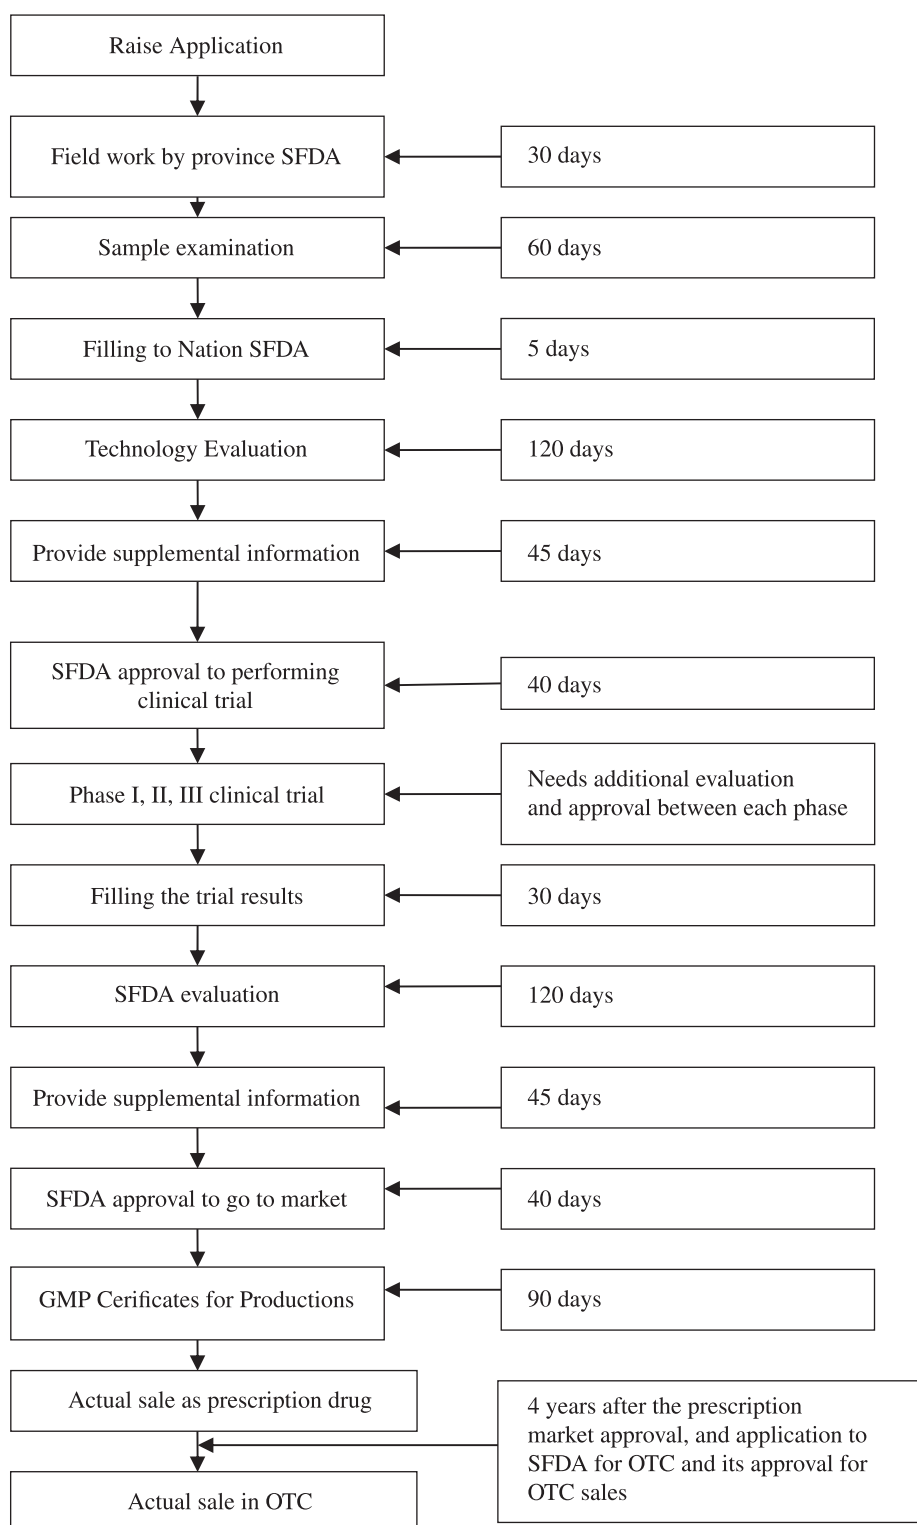 Raise Application
Field work by province SFDA
30 days
Sample examination
60 days
Filling to Nation SFDA
5 days
Technology Evaluation
120 days
Provide supplemental information
45 days
SFDA approval to performing
clinical trial
40 days
Phase I, II, III clinical trial
Needs additional evaluation
and approval between each phase
Filling the trial results
30 days
SFDA evaluation
120 days
Provide supplemental information
45 days
SFDA approval to go to market
40 days
GMP Cerificates for Productions
90 days
Actual sale as prescription drug
4 years after the prescription
market approval, and application to
SFDA for OTC and its approval for
OTC sales
Actual sale in OTC